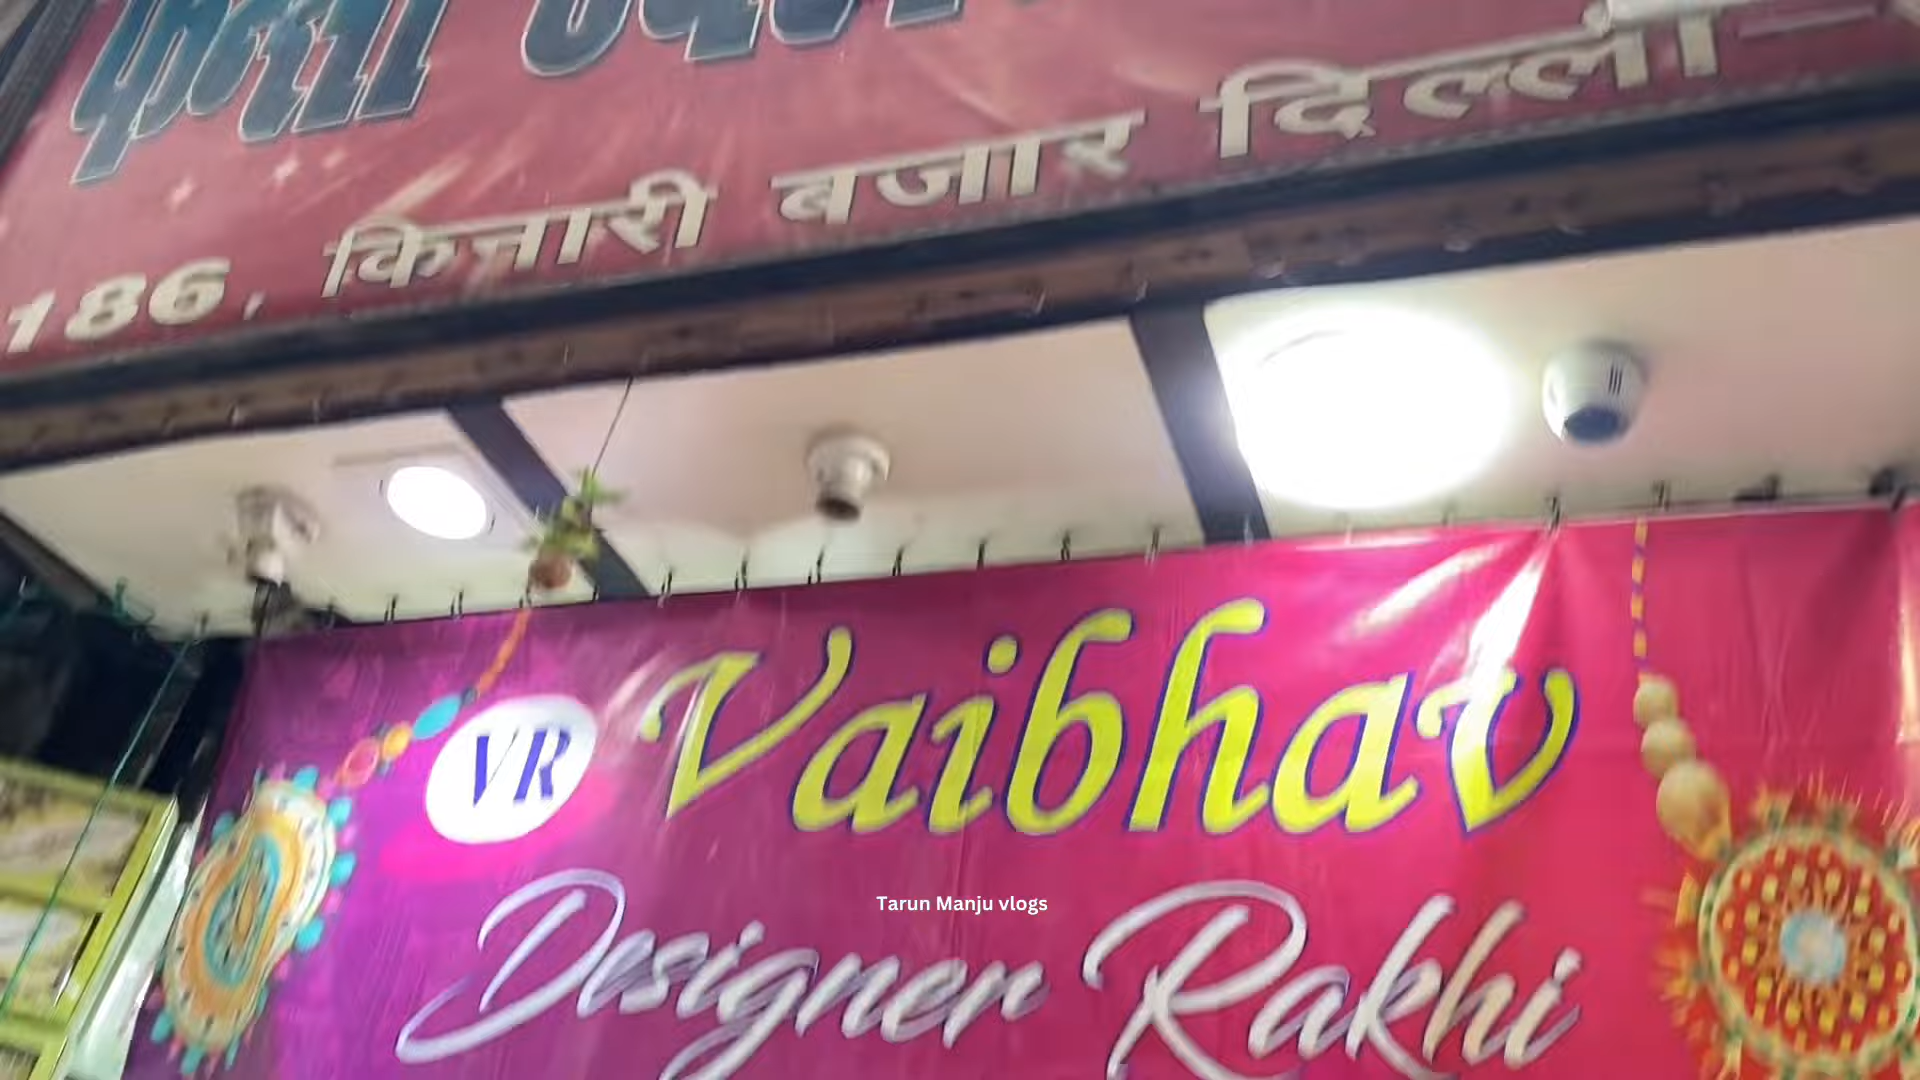 186, किनारी बजार दिल्ली
VR Vaibhav
Tarun Manju vlogs
Designer Rakhi